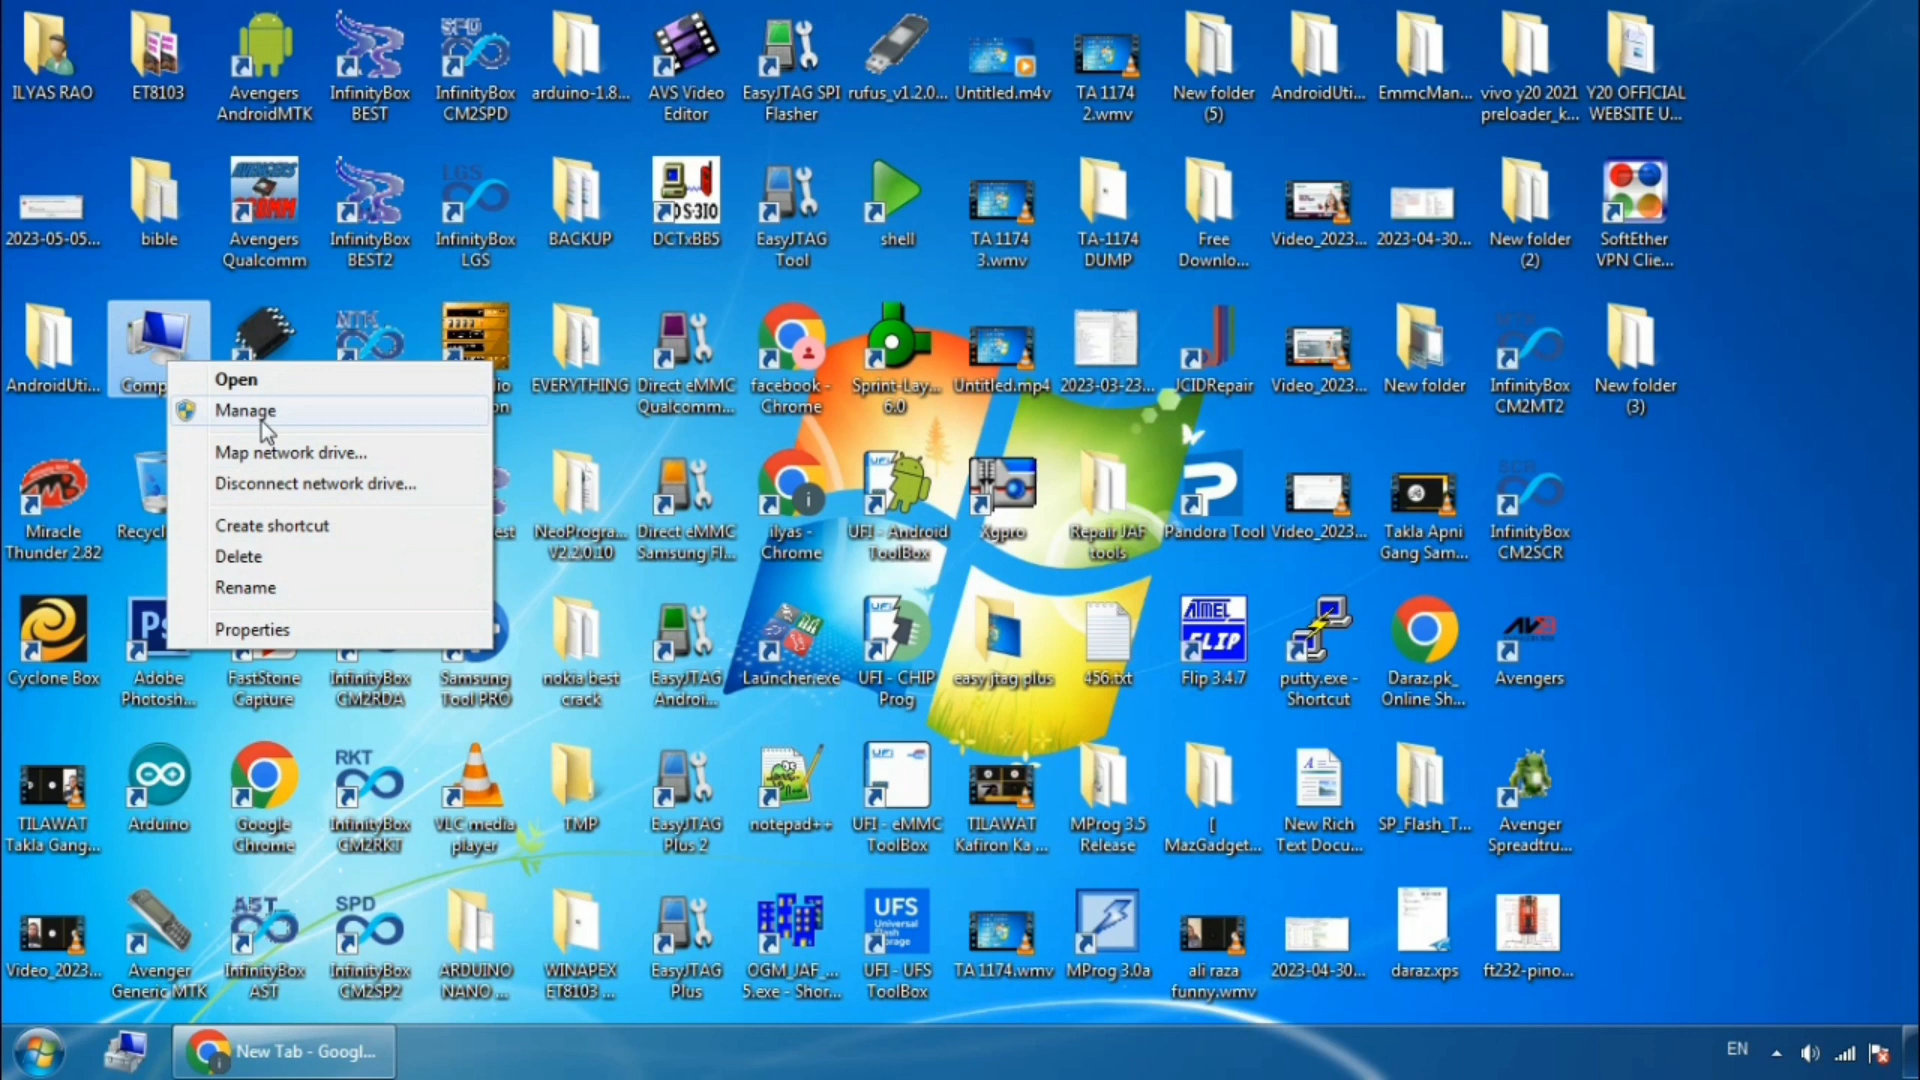 ILYAS RAO
ET8103
Avengers
AndroidMTK
InfinityBox
BEST
InfinityBox
CM2SPD
arduino-1.8...
AVS Video
Editor
EasyJTAG SPI
Flasher
rufus_v1.2.0...
Untitled.m4v
TA 1174
2.wmv
New folder
(5)
AndroidUti...
EmmcMan...
vivo y20 2021
preloader_k...
Y20 OFFICIAL
WEBSITE U...
2023-05-05...
bible
Avengers
Qualcomm
InfinityBox
BEST2
InfinityBox
LGS
BACKUP
DCTxBB5
EasyJTAG
Tool
shell
TA 1174
3.wmv
TA-1174
DUMP
Free
Downlo...
Video_2023...
2023-04-30...
New folder
(2)
SoftEther
VPN Clie...
AndroidUti...
Comp
EVERYTHING
Direct eMMC
Qualcomm...
facebook -
Chrome
Sprint-Lay...
6.0
Untitled.mp4
2023-03-23...
JCIDRepair
Video_2023...
New folder
InfinityBox
CM2MT2
New folder
(3)
Open
Manage
Map network drive...
Disconnect network drive...
Create shortcut
Delete
Rename
Properties
Miracle
Thunder 2.82
Recycl
NeoProgra...
V2.2.0.10
Direct eMMC
Samsung Fl...
ilyas -
Chrome
UFI - Android
ToolBox
Xgpro
Repair JAF
tools
Pandora Tool
Video_2023...
Takla Apni
Gang Sam...
InfinityBox
CM2SCR
Cyclone Box
Adobe
Photosh...
FastStone
Capture
InfinityBox
CM2RDA
Samsung
Tool PRO
nokia best
crack
EasyJTAG
Androi...
Launcher.exe
UFI - CHIP
Prog
easy jtag plus
456.txt
Flip 3.4.7
putty.exe -
Shortcut
Daraz.pk_
Online Sh...
Avengers
TILAWAT
Takla Gang...
Arduino
Google
Chrome
InfinityBox
CM2RKT
VLC media
player
TMP
EasyJTAG
Plus 2
notepad++
UFI - eMMC
ToolBox
TILAWAT
Kafiron Ka ...
MProg 3.5
Release
[
MazGadget...
New Rich
Text Docu...
SP_Flash_T...
Avenger
Spreadtru...
Video_2023...
Avenger
Generic MTK
InfinityBox
AST
InfinityBox
CM2SP2
ARDUINO
NANO ...
WINAPEX
ET8103 ...
EasyJTAG
Plus
OGM_JAF_...
5.exe - Shor...
UFS
Universal
Flash
Storage
UFI - UFS
ToolBox
TA 1174.wmv
MProg 3.0a
ali raza
funny.wmv
2023-04-30...
daraz.xps
ft232-pino...
New Tab - Googl...
EN